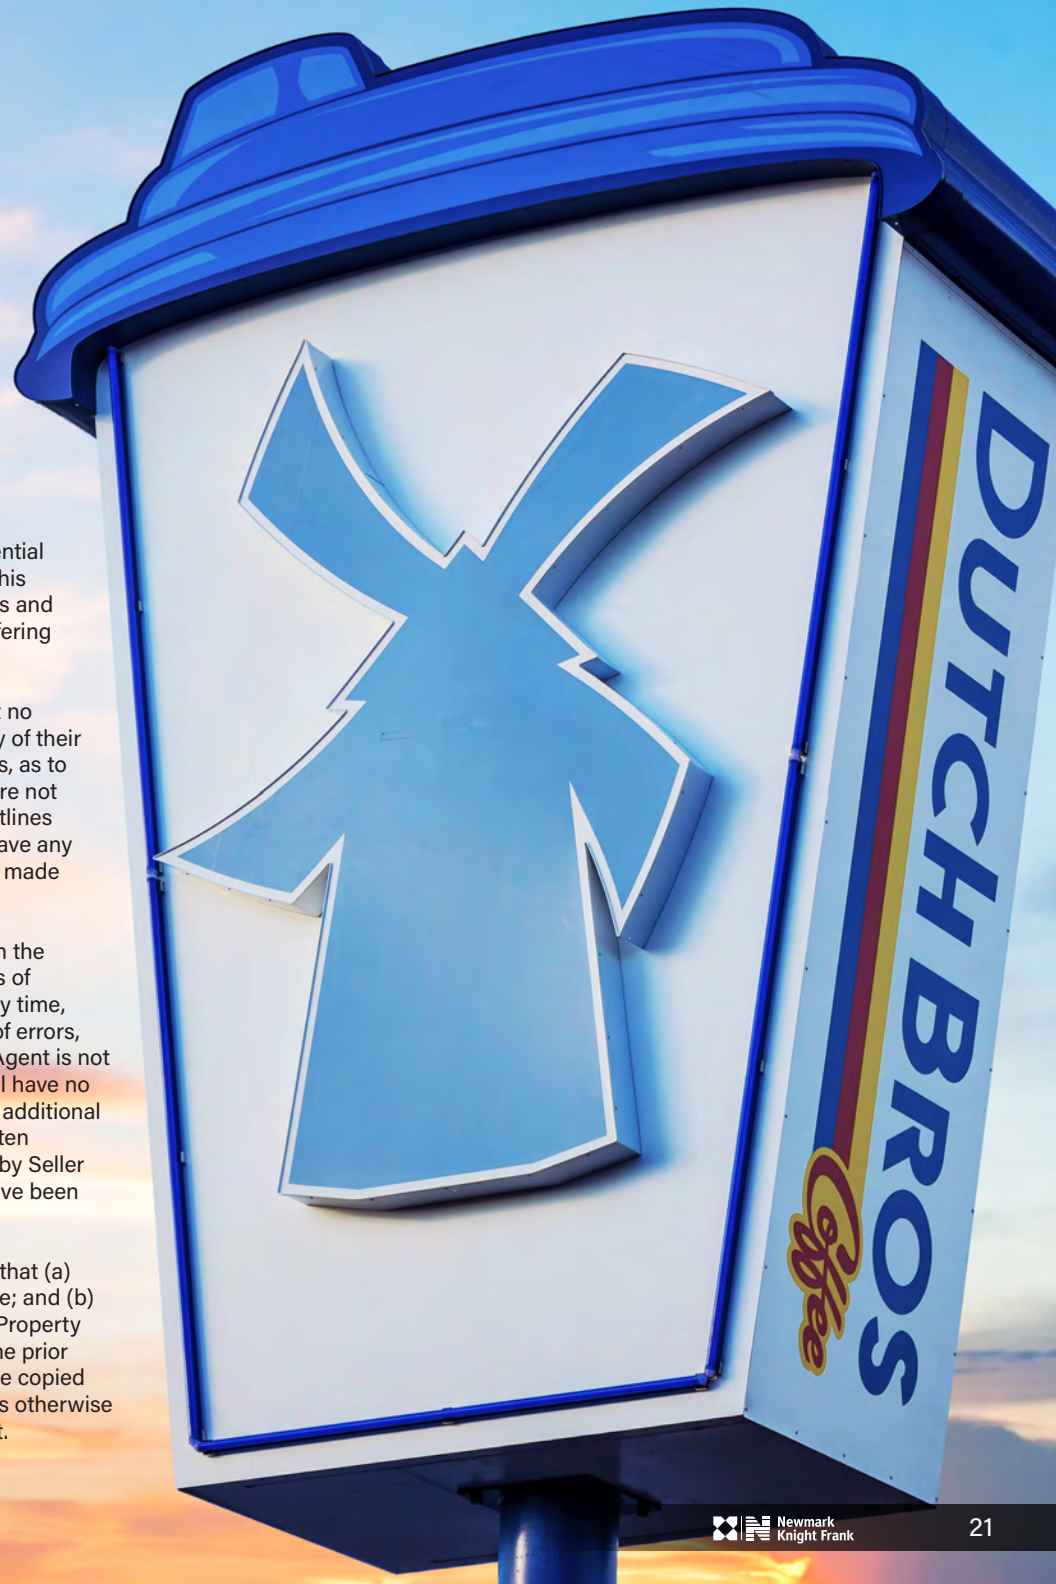 ential
his
s and
fering
no
y of their
s, as to
re not
tlines
ave any
made
n the
s of
y time,
of errors,
Agent is not
l have no
additional
ten
by Seller
ve been
that (a)
e; and (b)
Property
ne prior
e copied
s otherwise
t.
DUTCH BROS
Coffee
Newmark
Knight Frank
21